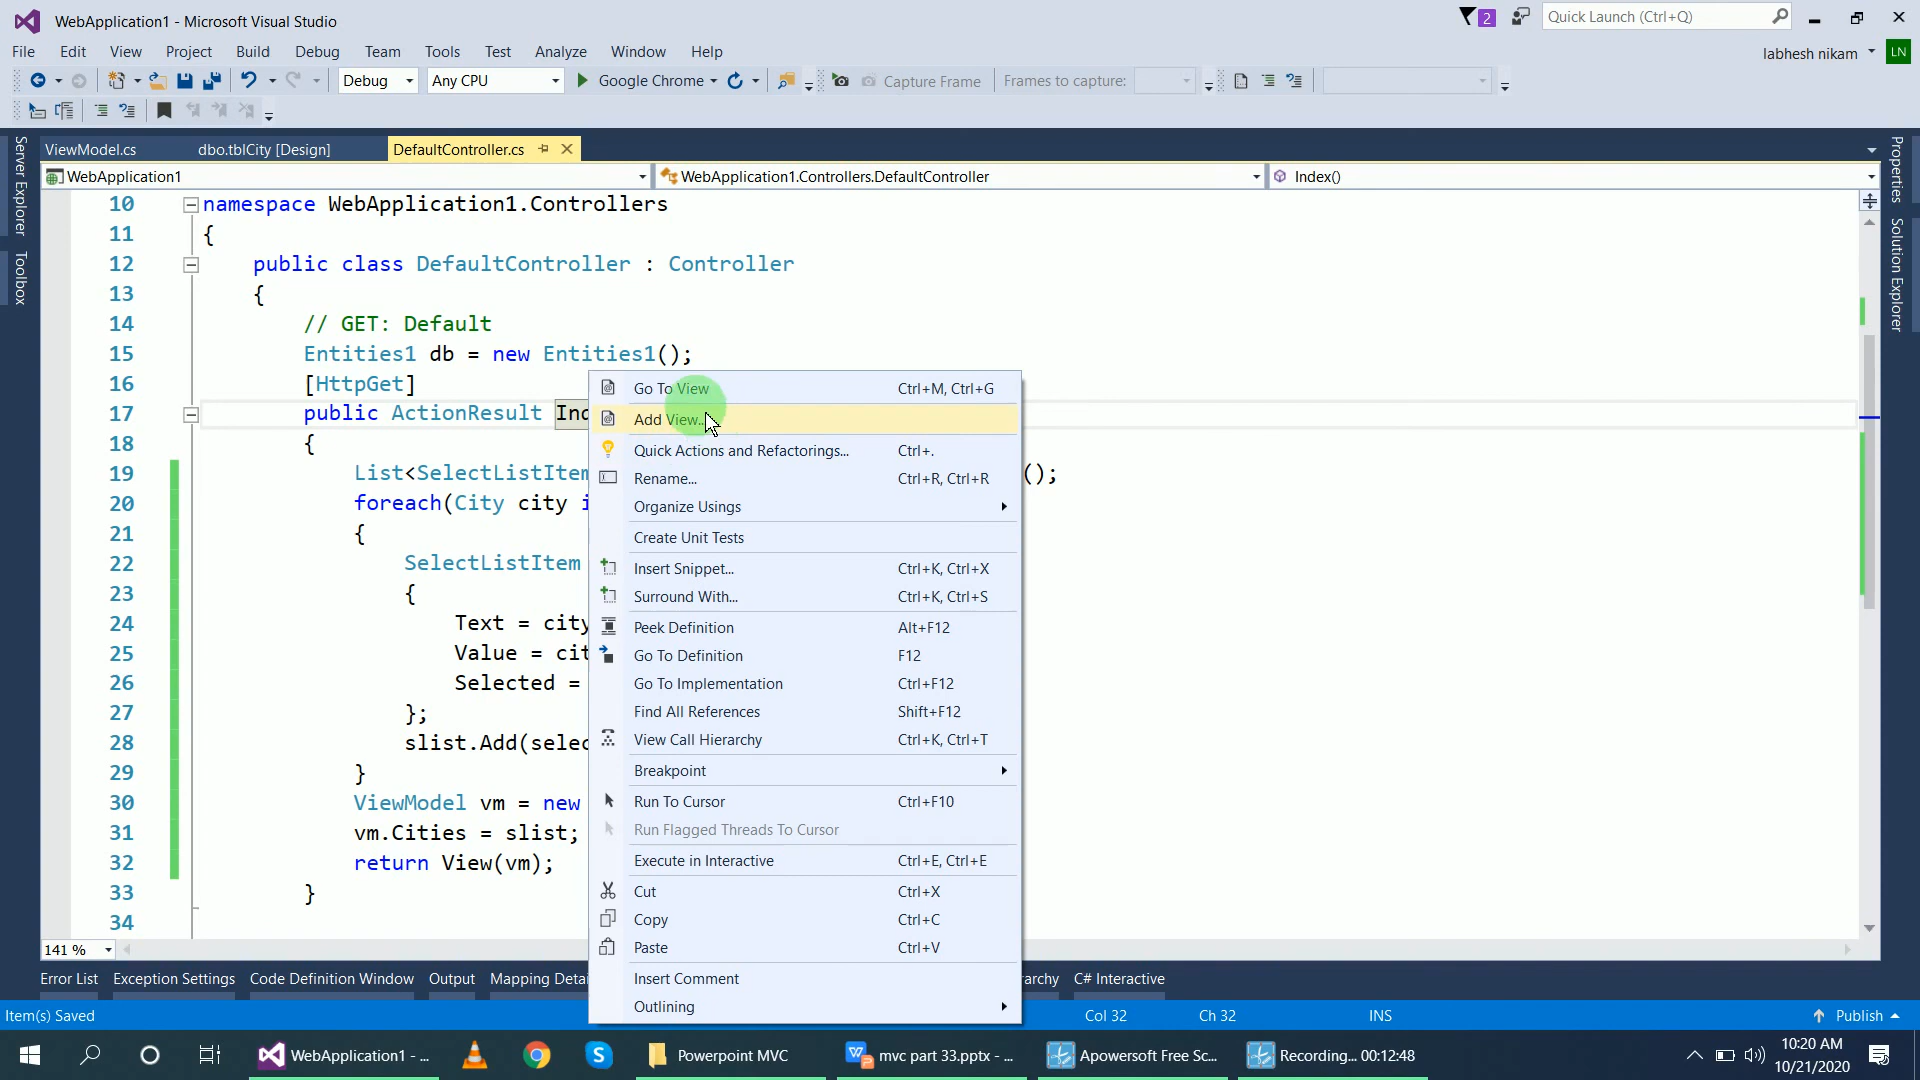 WebApplication1 - Microsoft Visual Studio
2
Quick Launch (Ctrl+Q)
File Edit View Project Build Debug Team Tools Test Analyze Window Help
labhesh nikam
LN
Debug
Any CPU
Google Chrome
Capture Frame
Frames to capture:
ViewModel.cs
dbo.tblCity [Design]
DefaultController.cs
WebApplication1
WebApplication1.Controllers.DefaultController
Index()
Server Explorer
Toolbox
Properties
Solution Explorer
10 namespace WebApplication1.Controllers
11 {
12 public class DefaultController : Controller
13 {
14 // GET: Default
15 Entities1 db = new Entities1();
16 [HttpGet]
17 public ActionResult Ind
18 {
19 List<SelectListItem ();
20 foreach(City city i
21 {
22 SelectListItem
23 {
24 Text = city
25 Value = cit
26 Selected =
27 };
28 slist.Add(selec
29 }
30 ViewModel vm = new
31 vm.Cities = slist;
32 return View(vm);
33 }
34
Go To View Ctrl+M, Ctrl+G
Add View...
Quick Actions and Refactorings... Ctrl+.
Rename... Ctrl+R, Ctrl+R
Organize Usings
Create Unit Tests
Insert Snippet... Ctrl+K, Ctrl+X
Surround With... Ctrl+K, Ctrl+S
Peek Definition Alt+F12
Go To Definition F12
Go To Implementation Ctrl+F12
Find All References Shift+F12
View Call Hierarchy Ctrl+K, Ctrl+T
Breakpoint
Run To Cursor Ctrl+F10
Run Flagged Threads To Cursor
Execute in Interactive Ctrl+E, Ctrl+E
Cut Ctrl+X
Copy Ctrl+C
Paste Ctrl+V
Insert Comment
Outlining
141 %
Error List Exception Settings Code Definition Window Output Mapping Detai archy C# Interactive
Item(s) Saved
Col 32
Ch 32
INS
Publish
WebApplication1 - ...
Powerpoint MVC
mvc part 33.pptx - ...
Apowersoft Free Sc...
Recording... 00:12:48
10:20 AM
10/21/2020